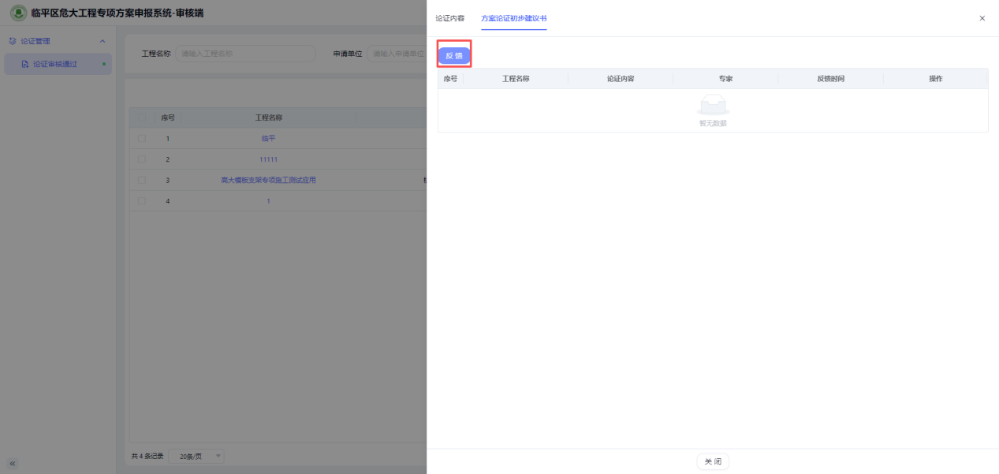 临平区危大工程专项方案申报系统-审核端
论证管理
论证审核通过
工程名称 请输入工程名称 申请单位 请输入申请单位
序号 工程名称
1 临平
2 11111
3 高大模板支架专项施工测试应用
4 1
共 4 条记录 20条/页
论证内容 方案论证初步建议书
反 馈
序号 工程名称 论证内容 专家 反馈时间 操作
暂无数据
关 闭